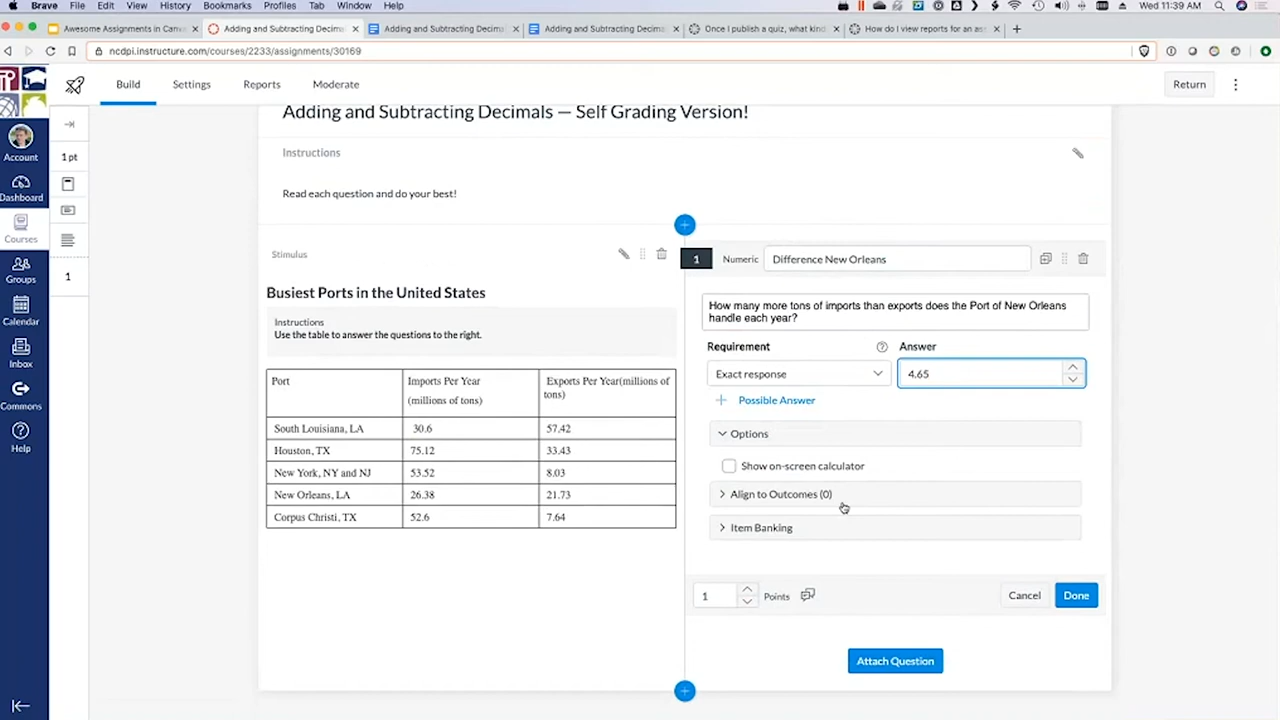 Brave File Edit View History Bookmarks Profiles Tab Window Help Wed 11:39 AM
Awesome Assignments in Canva Adding and Subtracting Decima Adding and Subtracting Decimal Adding and Subtracting Decimals Once I publish a quiz, what kind How do I view reports for an ass
ncdpi.instructure.com/courses/2233/assignments/30169
Build Settings Reports Moderate Return
Account
Dashboard
Courses
Groups
Calendar
Inbox
Commons
Help
1 pt
1
Adding and Subtracting Decimals — Self Grading Version!
Instructions
Read each question and do your best!
Stimulus
Busiest Ports in the United States
Instructions
Use the table to answer the questions to the right.
Port Imports Per Year (millions of tons) Exports Per Year(millions of tons)
South Louisiana, LA 30.6 57.42
Houston, TX 75.12 33.43
New York, NY and NJ 53.52 8.03
New Orleans, LA 26.38 21.73
Corpus Christi, TX 52.6 7.64
1 Numeric Difference New Orleans
How many more tons of imports than exports does the Port of New Orleans
handle each year?
Requirement Answer
Exact response 4.65
Possible Answer
Options
Show on-screen calculator
Align to Outcomes (0)
Item Banking
1 Points Cancel Done
Attach Question